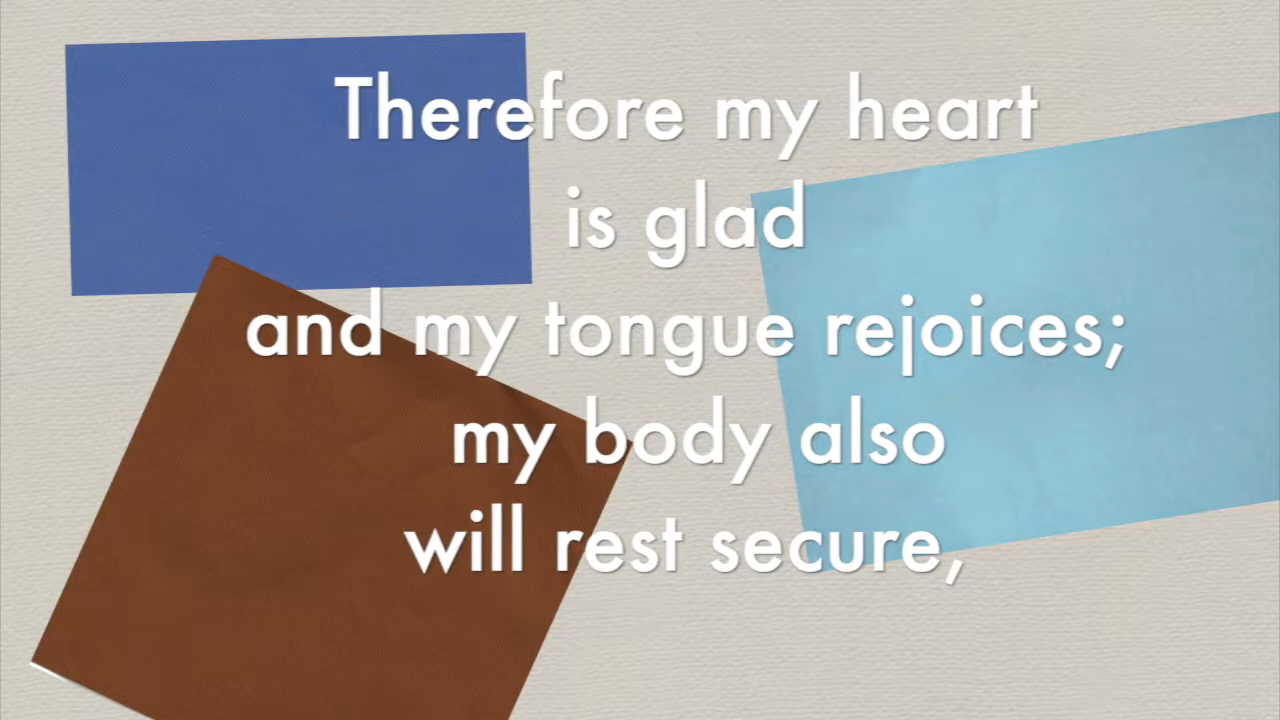 Therefore my heart
is glad
and my tongue rejoices;
my body also
will rest secure,